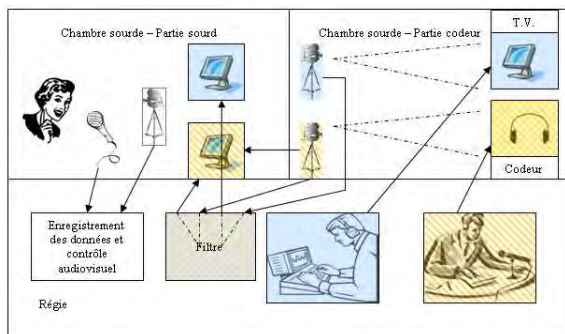 Chambre sourde – Partie sourd
Chambre sourde – Partie codeur
T.V.
Codeur
Enregistrement
des données et
contrôle
audiovisuel
Filtre
Régie